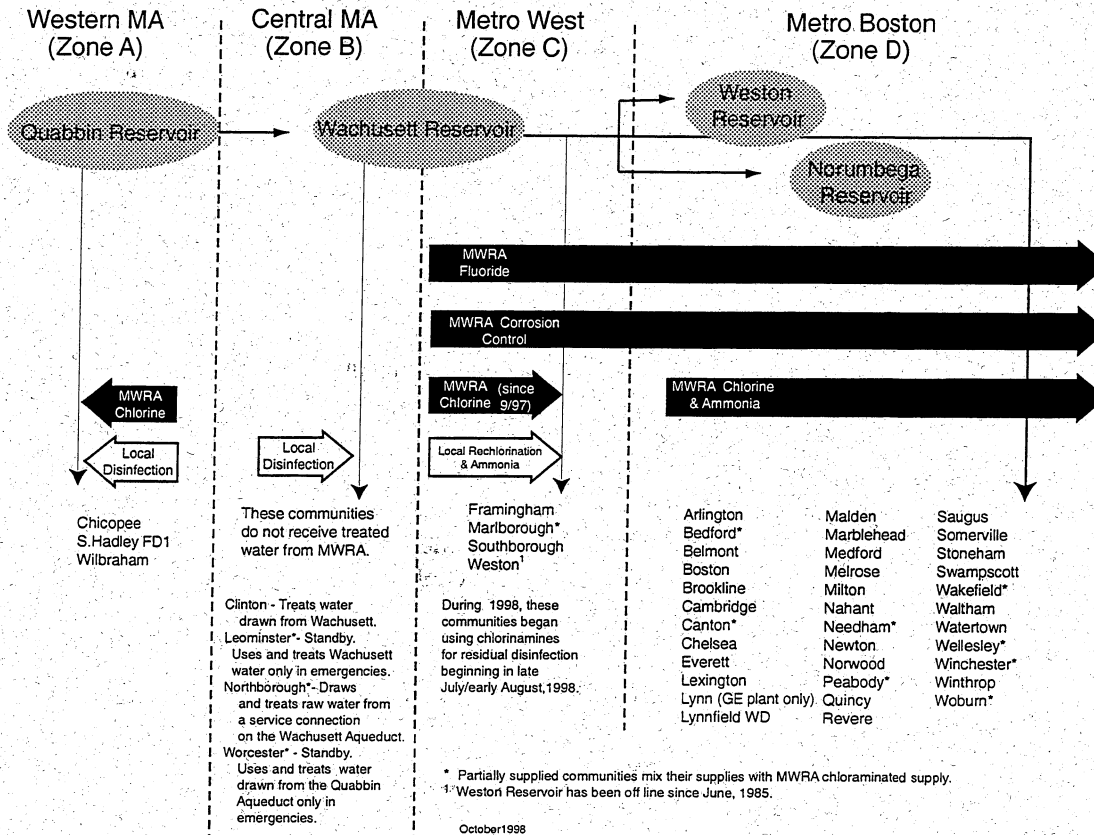 Western MA
(Zone A)
Central MA
(Zone B)
Metro West
(Zone C)
Metro Boston
(Zone D)
Quabbin Reservoir
Wachusett Reservoir
Weston
Reservoir
Norumbega
Reservoir
MWRA
Fluoride
MWRA Corrosion
Control
MWRA
Chlorine
MWRA (since
Chlorine 9/97)
MWRA Chlorine
& Ammonia
Local
Disinfection
Local
Disinfection
Local Rechlorination
& Ammonia
Chicopee
S.Hadley FD1
Wilbraham
These communities
do not receive treated
water from MWRA.
Clinton - Treats water
drawn from Wachusett.
Leominster* - Standby.
Uses and treats Wachusett
water only in emergencies.
Northborough* - Draws
and treats raw water from
a service connection
on the Wachusett Aqueduct.
Worcester* - Standby.
Uses and treats water
drawn from the Quabbin
Aqueduct only in
emergencies.
Framingham
Marlborough*
Southborough
Weston¹
During 1998, these
communities began
using chlorinamines
for residual disinfection
beginning in late
July/early August,1998.
Arlington
Bedford*
Belmont
Boston
Brookline
Cambridge
Canton*
Chelsea
Everett
Lexington
Lynn (GE plant only)
Lynnfield WD
Malden
Marblehead
Medford
Melrose
Milton
Nahant
Needham*
Newton
Norwood
Peabody*
Quincy
Revere
Saugus
Somerville
Stoneham
Swampscott
Wakefield*
Waltham
Watertown
Wellesley*
Winchester*
Winthrop
Woburn*
* Partially supplied communities mix their supplies with MWRA chloraminated supply.
¹ Weston Reservoir has been off line since June, 1985.
October1998